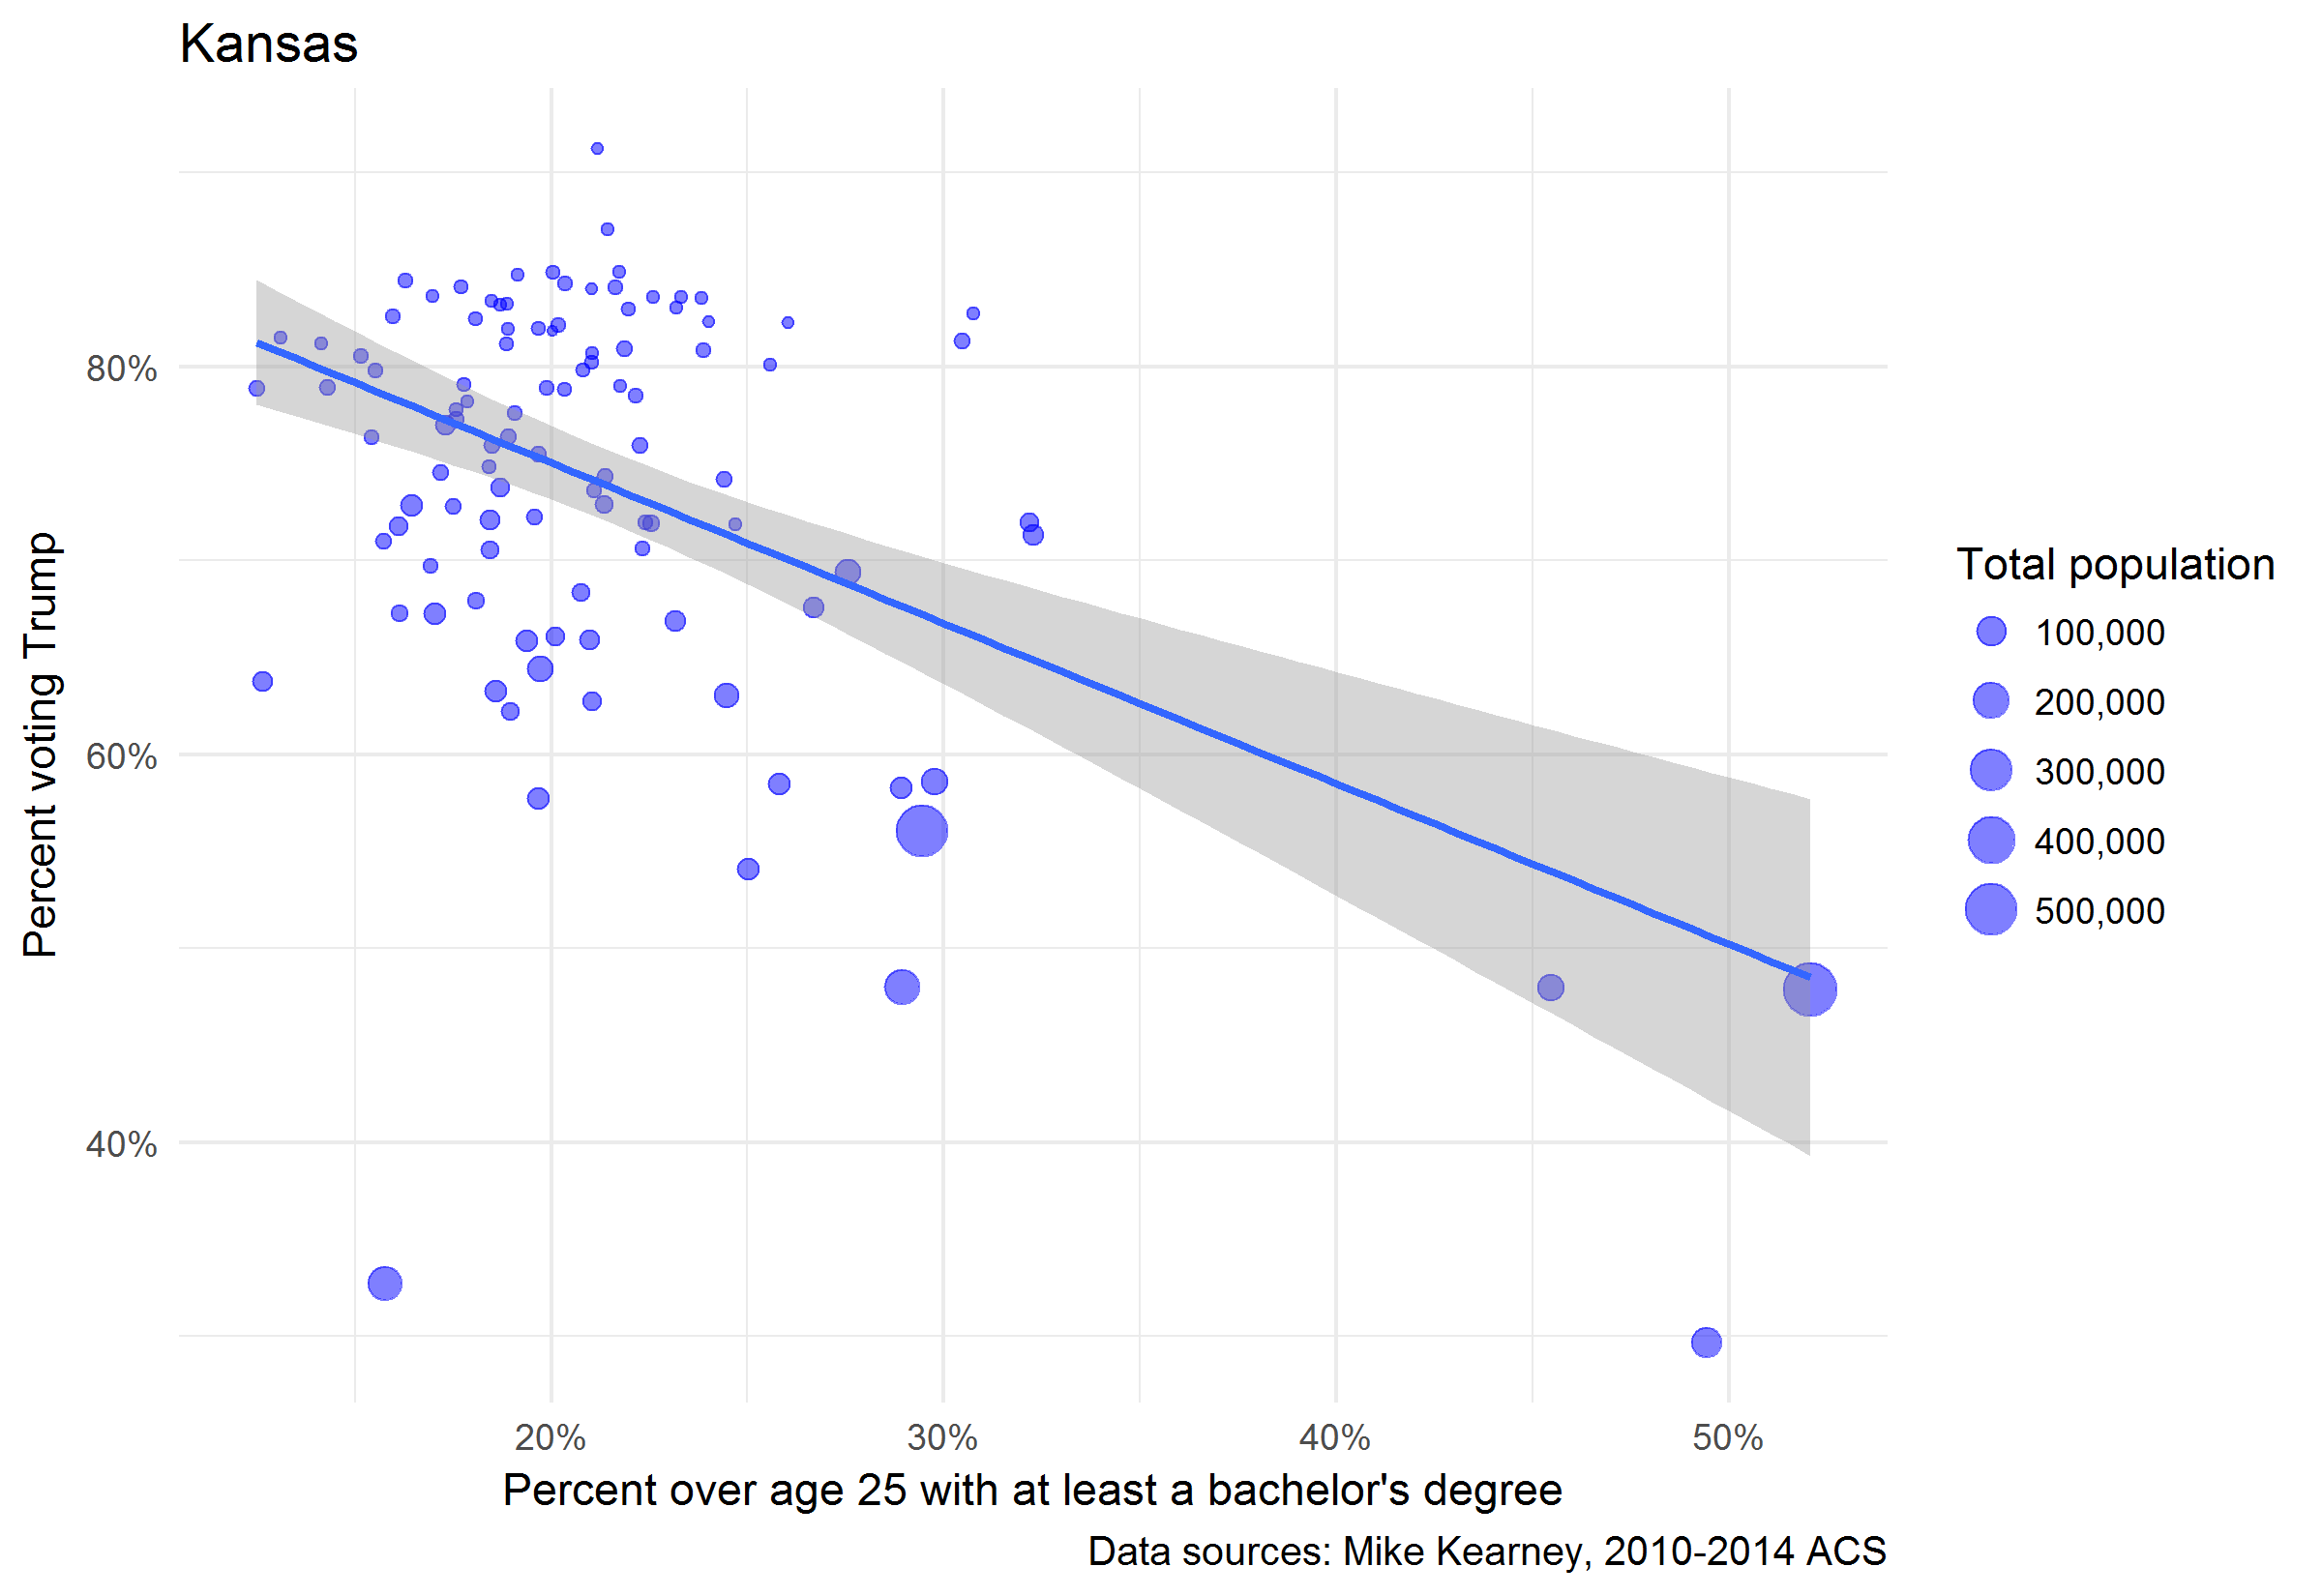 Kansas
Percent voting Trump
80%
60%
40%
20%
30%
40%
50%
Percent over age 25 with at least a bachelor's degree
Data sources: Mike Kearney, 2010-2014 ACS
Total population
100,000
200,000
300,000
400,000
500,000